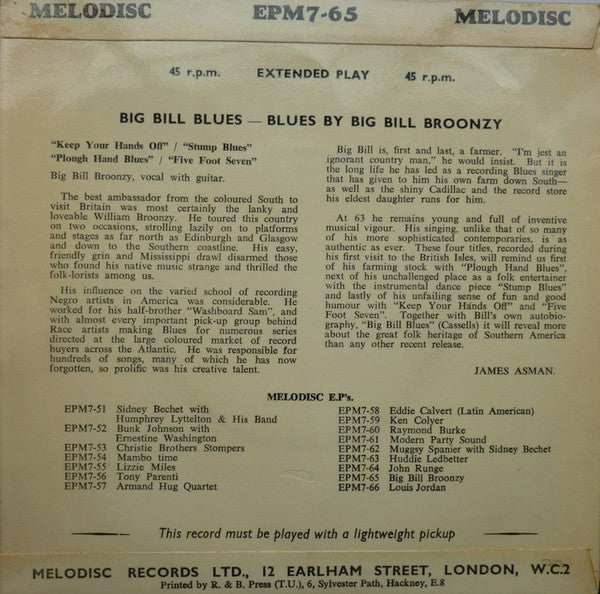 MELODISC EPM7-65 MELODISC
45 r.p.m. EXTENDED PLAY 45 r.p.m.
BIG BILL BLUES — BLUES BY BIG BILL BROONZY
"Keep Your Hands Off" / "Stump Blues"
"Plough Hand Blues" / "Five Foot Seven"
Big Bill Broonzy, vocal with guitar.
The best ambassador from the coloured South to
visit Britain was most certainly the lanky and
loveable William Broonzy. He toured this country
on two occasions, strolling lazily on to platforms
and stages as far north as Edinburgh and Glasgow
and down to the Southern coastline. His easy,
friendly grin and Mississippi drawl disarmed those
who found his native music strange and thrilled the
folk-lorists among us.
His influence on the varied school of recording
Negro artists in America was considerable. He
worked for his half-brother "Washboard Sam", and
with almost every important pick-up group behind
Race artists making Blues for numerous series
directed at the large coloured market of record
buyers across the Atlantic. He was responsible for
hundreds of songs, many of which he has now
forgotten, so prolific was his creative talent.
Big Bill is, first and last, a farmer. "I'm jest an
ignorant country man," he would insist. But it is
the long life he has led as a recording Blues singer
that has given to him his own farm down South—
as well as the shiny Cadillac and the record store
his eldest daughter runs for him.
At 63 he remains young and full of inventive
musical vigour. His singing, unlike that of so many
of his more sophisticated contemporaries, is as
authentic as ever. These four titles, recorded during
his first visit to the British Isles, will remind us first
of his farming stock with "Plough Hand Blues",
next of his unchallenged place as a folk entertainer
with the instrumental dance piece "Stump Blues"
and lastly of his unfailing sense of fun and good
humour with "Keep Your Hands Off" and "Five
Foot Seven". Together with Bill's own autobio-
graphy, "Big Bill Blues" (Cassells) it will reveal more
about the great folk heritage of Southern America
than any other recent release.
JAMES ASMAN.
MELODISC E.P's.
EPM7-51 Sidney Bechet with
Humphrey Lyttelton & His Band
EPM7-52 Bunk Johnson with
Ernestine Washington
EPM7-53 Christie Brothers Stompers
EPM7-54 Mambo time
EPM7-55 Lizzie Miles
EPM7-56 Tony Parenti
EPM7-57 Armand Hug Quartet
EPM7-58 Eddie Calvert (Latin American)
EPM7-59 Ken Colyer
EPM7-60 Raymond Burke
EPM7-61 Modern Party Sound
EPM7-62 Muggsy Spanier with Sidney Bechet
EPM7-63 Huddie Ledbetter
EPM7-64 John Runge
EPM7-65 Big Bill Broonzy
EPM7-66 Louis Jordan
This record must be played with a lightweight pickup
MELODISC RECORDS LTD., 12 EARLHAM STREET, LONDON, W.C.2
Printed by R. & B. Press (T.U.), 6, Sylvester Path, Hackney, E.8